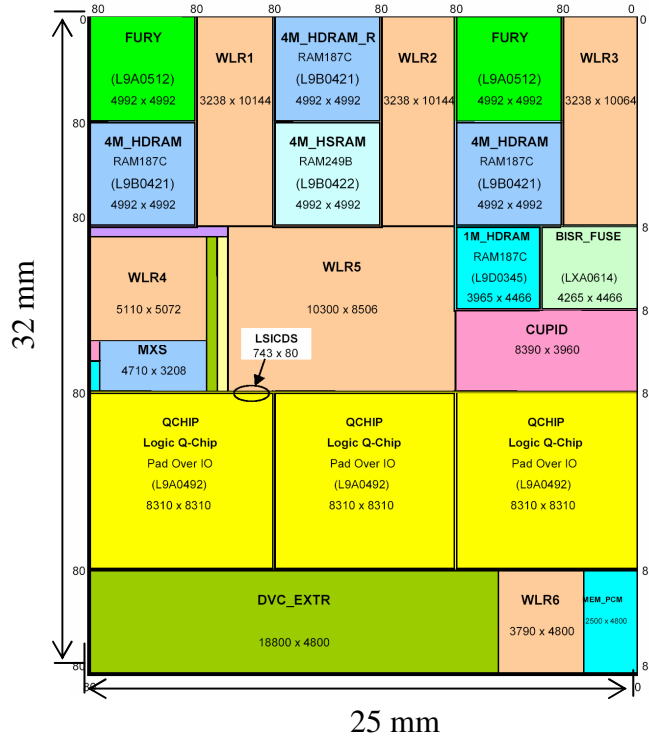 80 80 80 80 80 0
0 0
FURY
(L9A0512)
4992 x 4992
WLR1
3238 x 10144
4M_HDRAM_R
RAM187C
(L9B0421)
4992 x 4992
WLR2
3238 x 10144
FURY
(L9A0512)
4992 x 4992
WLR3
3238 x 10064
80
4M_HDRAM
RAM187C
(L9B0421)
4992 x 4992
4M_HSRAM
RAM249B
(L9B0422)
4992 x 4992
4M_HDRAM
RAM187C
(L9B0421)
4992 x 4992
80
WLR4
5110 x 5072
WLR5
10300 x 8506
1M_HDRAM
RAM187C
(L9D0345)
3965 x 4466
BISR_FUSE
(LXA0614)
4265 x 4466
MXS
4710 x 3208
LSICDS
743 x 80
CUPID
8390 x 3960
32 mm
80
QCHIP
Logic Q-Chip
Pad Over IO
(L9A0492)
8310 x 8310
QCHIP
Logic Q-Chip
Pad Over IO
(L9A0492)
8310 x 8310
QCHIP
Logic Q-Chip
Pad Over IO
(L9A0492)
8310 x 8310
80
DVC_EXTR
18800 x 4800
WLR6
3790 x 4800
MEM_PCM
2500 x 4800
80
0
25 mm